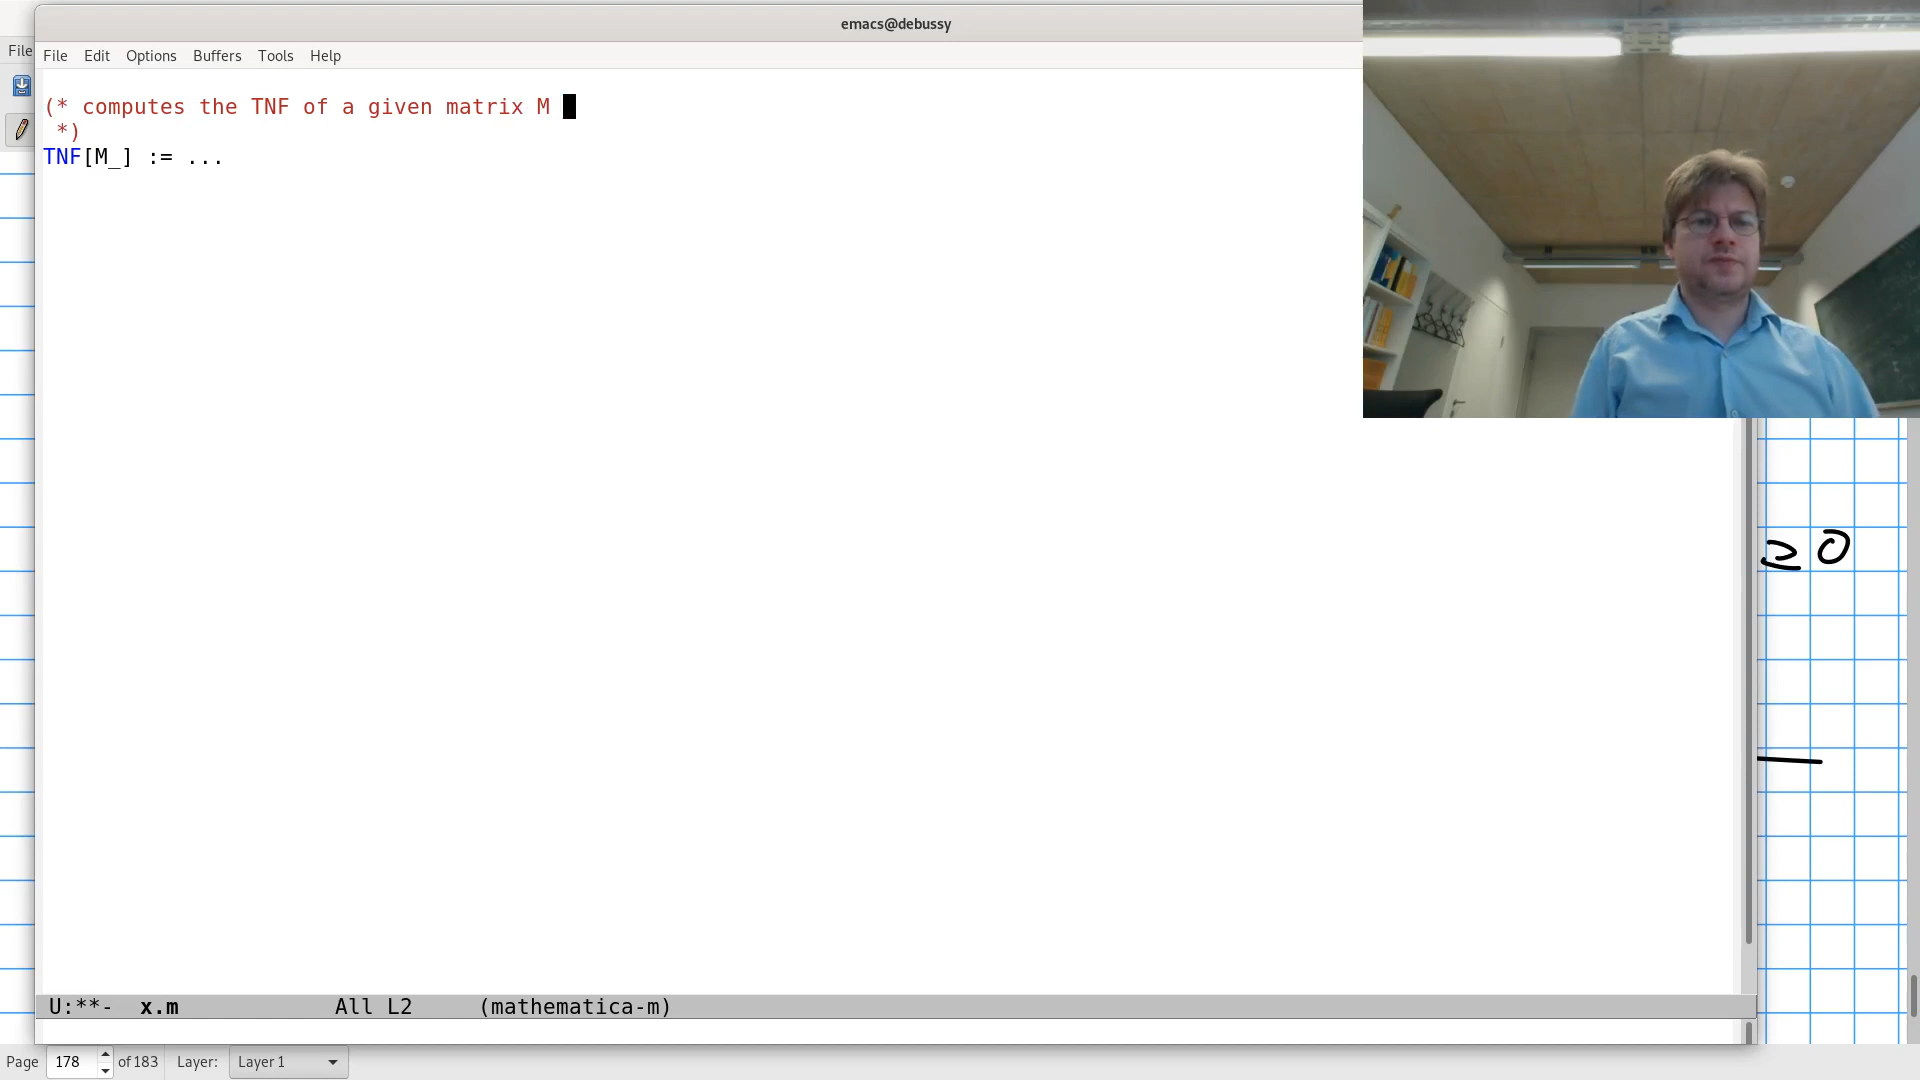 emacs@debussy
File
File Edit Options Buffers Tools Help
(* computes the TNF of a given matrix M
*)
TNF[M_] := ...
20
U:**- x.m All L2 (mathematica-m)
Page 178 of 183 Layer: Layer 1